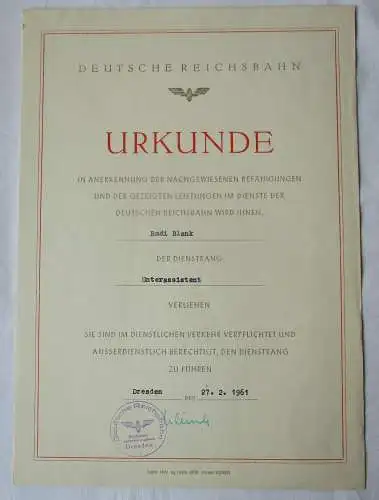 DEUTSCHE REICHSBAHN
URKUNDE
IN ANERKENNUNG DER NACHGEWIESENEN BEFÄHIGUNGEN
UND DER GEZEIGTEN LEISTUNGEN IM DIENSTE DER
DEUTSCHEN REICHSBAHN WIRD IHNEN,
Rudi Blank
DER DIENSTRANG
Unterassistent
VERLIEHEN
SIE SIND IM DIENSTLICHEN VERKEHR VERPFLICHTET UND
AUSSERDIENSTLICH BERECHTIGT, DEN DIENSTRANG
ZU FÜHREN
Dresden DEN 27. 2. 1961
Deutsche Reichsbahn
Dresden